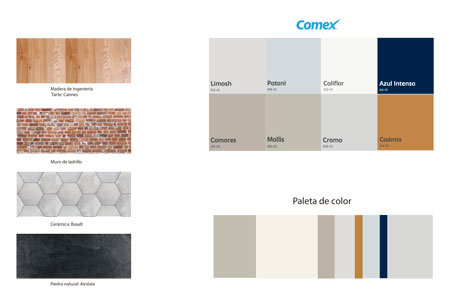 Comex
Madera de ingeniería
Tarte Cannes
Muro de ladrillo
Cerámica: Basalt
Piedra natural: Airslate
Limosh
Patoni
Coliflor
Azul Intenso
Comores
Mollis
Cromo
Cadmio
Paleta de color